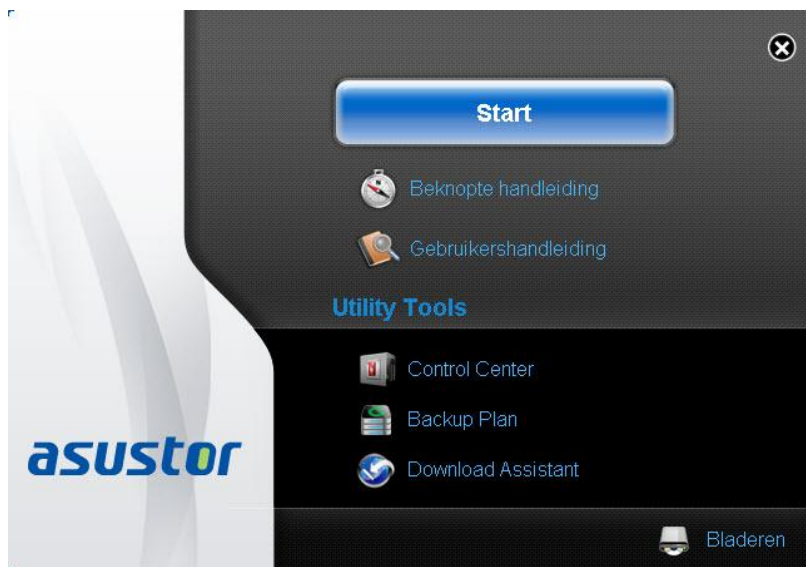 Start
Beknopte handleiding
Gebruikershandleiding
Utility Tools
Control Center
Backup Plan
Download Assistant
asustor
Bladeren